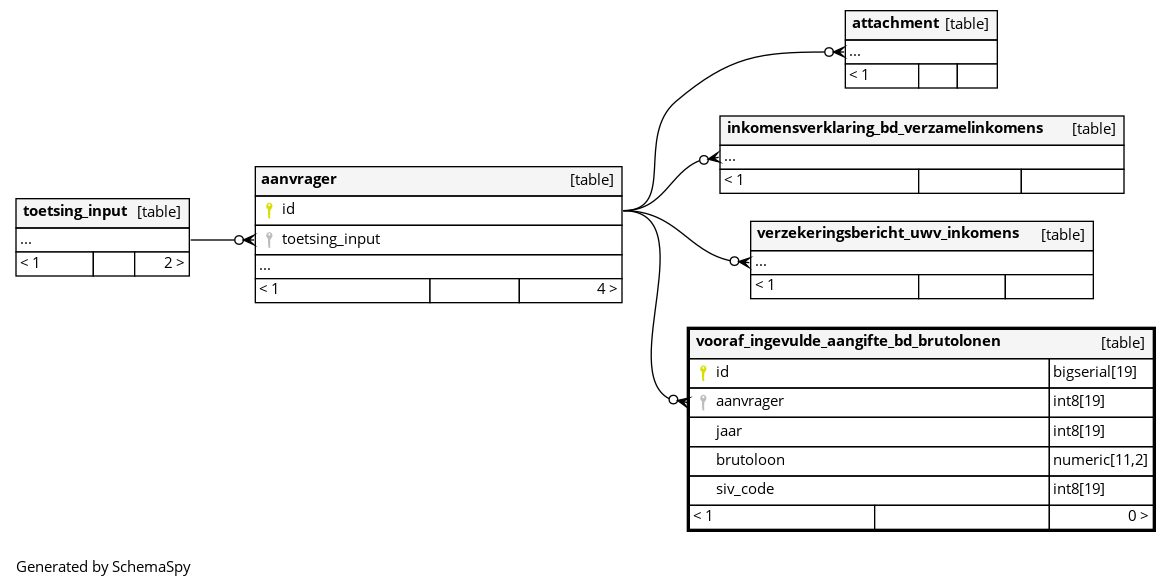 attachment [table]
...
< 1
inkomensverklaring_bd_verzamelinkomens [table]
...
< 1
aanvrager [table]
id
toetsing_input
...
< 1 4 >
toetsing_input [table]
...
< 1 2 >
verzekeringsbericht_uwv_inkomens [table]
...
< 1
vooraf_ingevulde_aangifte_bd_brutolonen [table]
id bigserial[19]
aanvrager int8[19]
jaar int8[19]
brutoloon numeric[11,2]
siv_code int8[19]
< 1 0 >
Generated by SchemaSpy